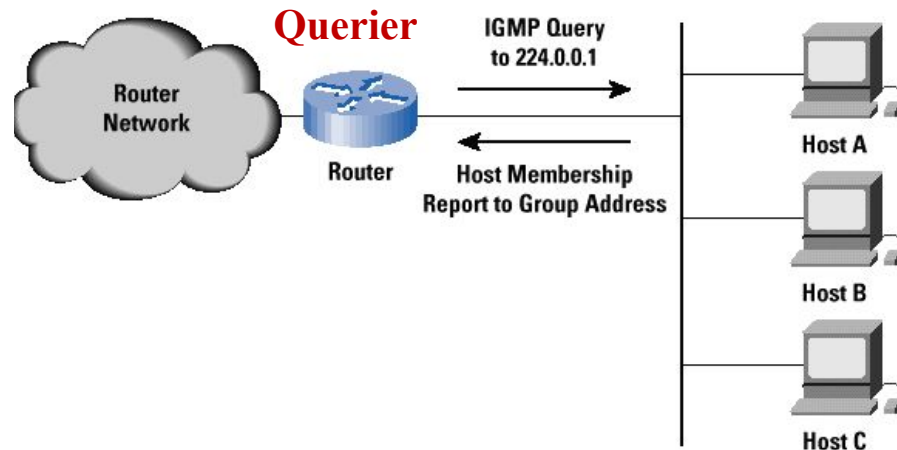 Querier
IGMP Query
to 224.0.0.1
Router
Network
Router
Host Membership
Report to Group Address
Host A
Host B
Host C